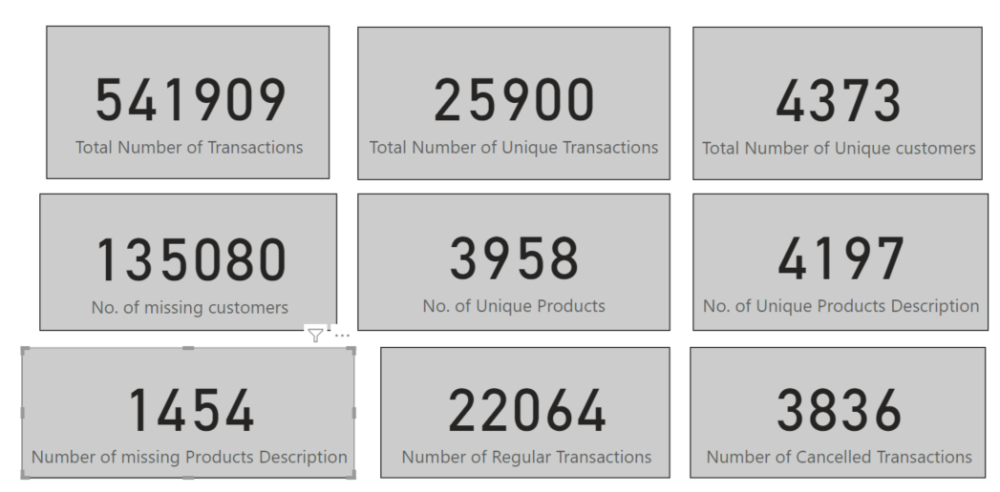 541909
Total Number of Transactions
25900
Total Number of Unique Transactions
4373
Total Number of Unique customers
135080
No. of missing customers
3958
No. of Unique Products
4197
No. of Unique Products Description
1454
Number of missing Products Description
22064
Number of Regular Transactions
3836
Number of Cancelled Transactions